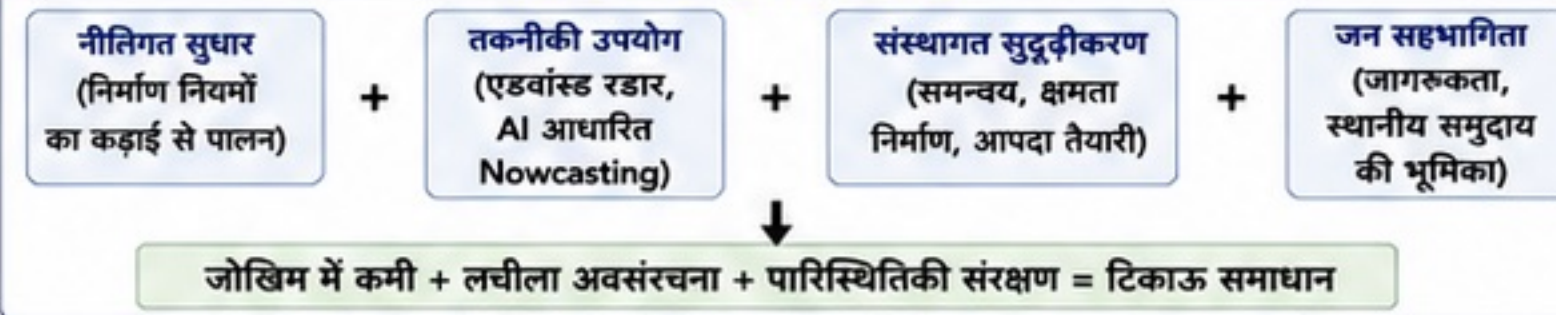 नीतिगत सुधार
(निर्माण नियमों
का कड़ाई से पालन)
+
तकनीकी उपयोग
(एडवांस्ड रडार,
AI आधारित
Nowcasting)
+
संस्थागत सुदृढ़ीकरण
(समन्वय, क्षमता
निर्माण, आपदा तैयारी)
+
जन सहभागिता
(जागरूकता,
स्थानीय समुदाय
की भूमिका)
जोखिम में कमी + लचीला अवसंरचना + पारिस्थितिकी संरक्षण = टिकाऊ समाधान